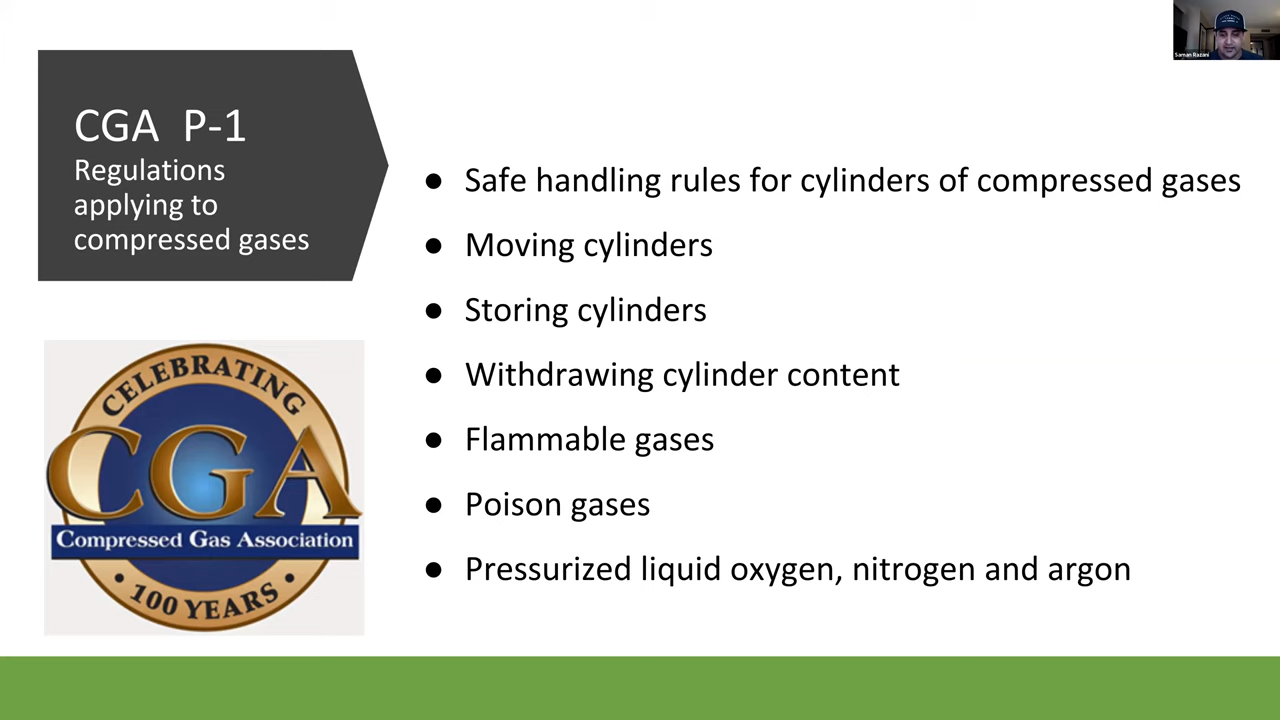 CGA P-1
Regulations
applying to
compressed gases
● Safe handling rules for cylinders of compressed gases
● Moving cylinders
● Storing cylinders
● Withdrawing cylinder content
● Flammable gases
● Poison gases
● Pressurized liquid oxygen, nitrogen and argon
CELEBRATING
CGA
Compressed Gas Association
• 100 YEARS •
Saman Razani